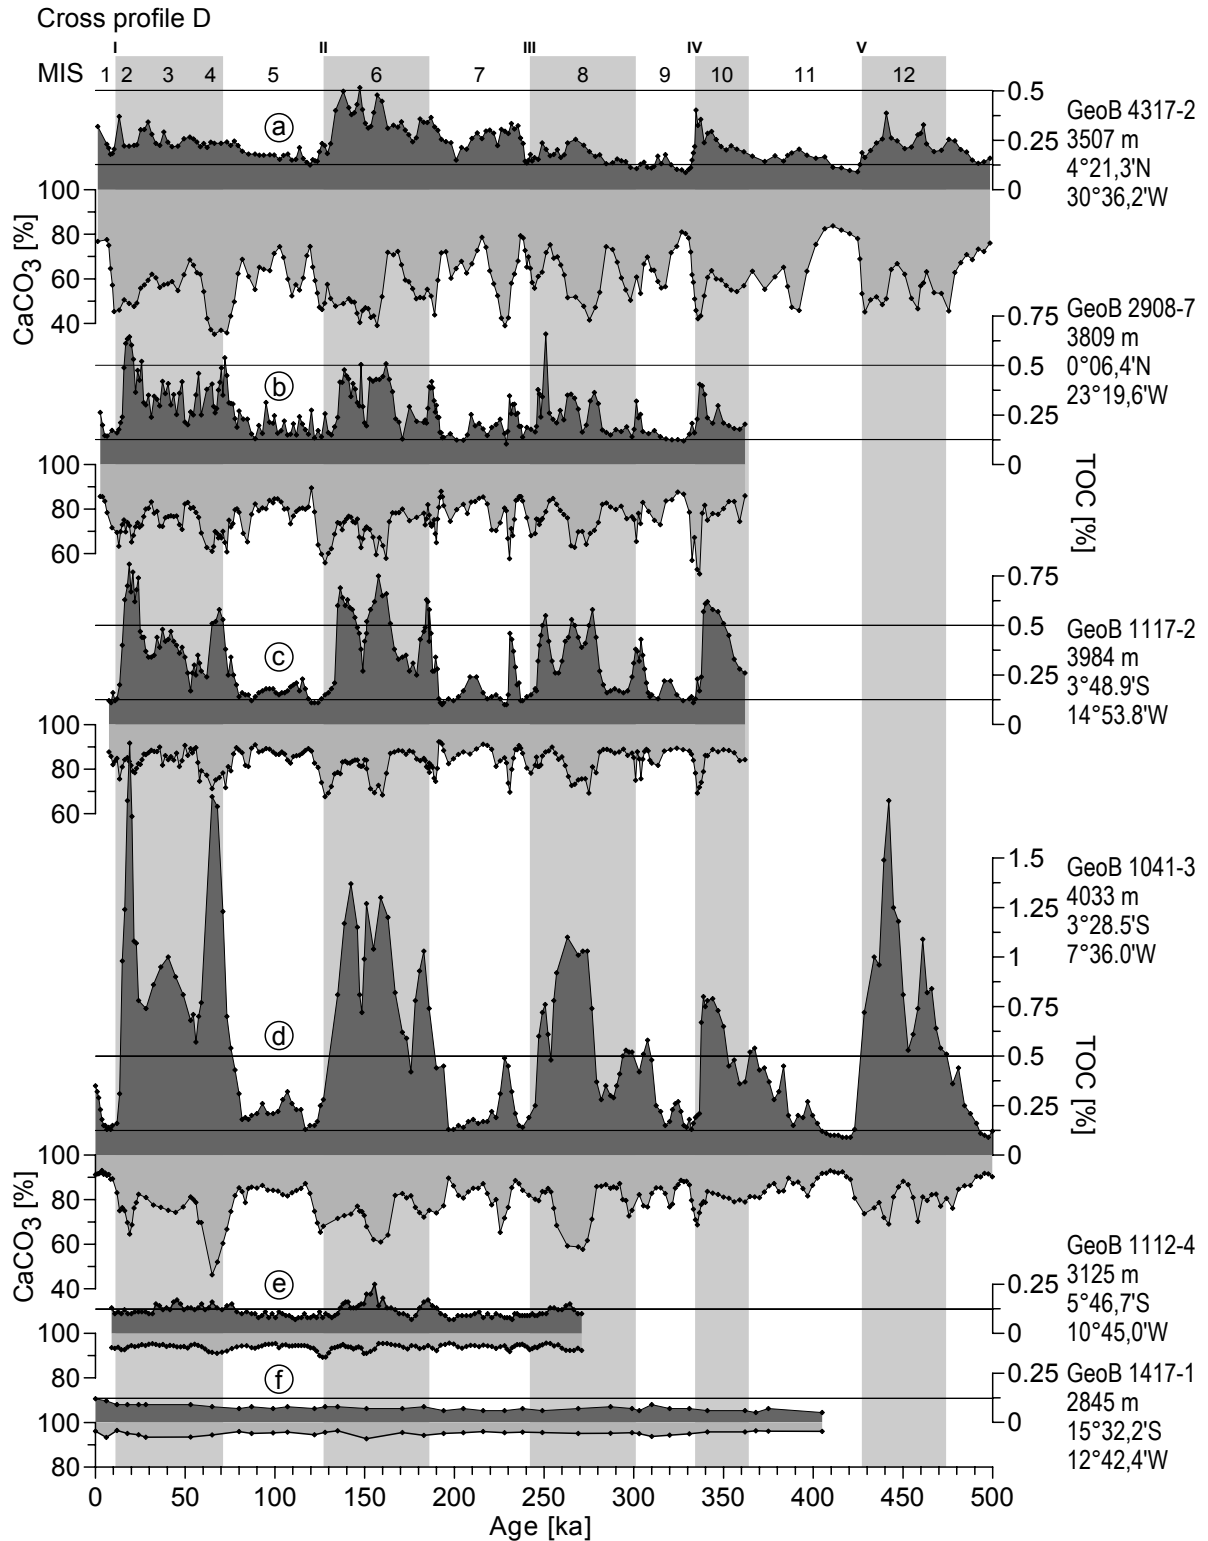 Cross profile D
I II III IV V
MIS 1 2 3 4 5 6 7 8 9 10 11 12
a
0.5
0.25
0
GeoB 4317-2
3507 m
4°21,3'N
30°36,2'W
CaCO3 [%]
100
80
60
40
b
0.75
0.5
0.25
0
GeoB 2908-7
3809 m
0°06,4'N
23°19,6'W
TOC [%]
100
80
60
c
0.75
0.5
0.25
0
GeoB 1117-2
3984 m
3°48.9'S
14°53.8'W
100
80
60
d
1.5
1.25
1
0.75
0.5
0.25
0
GeoB 1041-3
4033 m
3°28.5'S
7°36.0'W
TOC [%]
CaCO3 [%]
100
80
60
40
e
0.25
0
GeoB 1112-4
3125 m
5°46,7'S
10°45,0'W
100
80
f
0.25
0
GeoB 1417-1
2845 m
15°32,2'S
12°42,4'W
100
80
0 50 100 150 200 250 300 350 400 450 500
Age [ka]